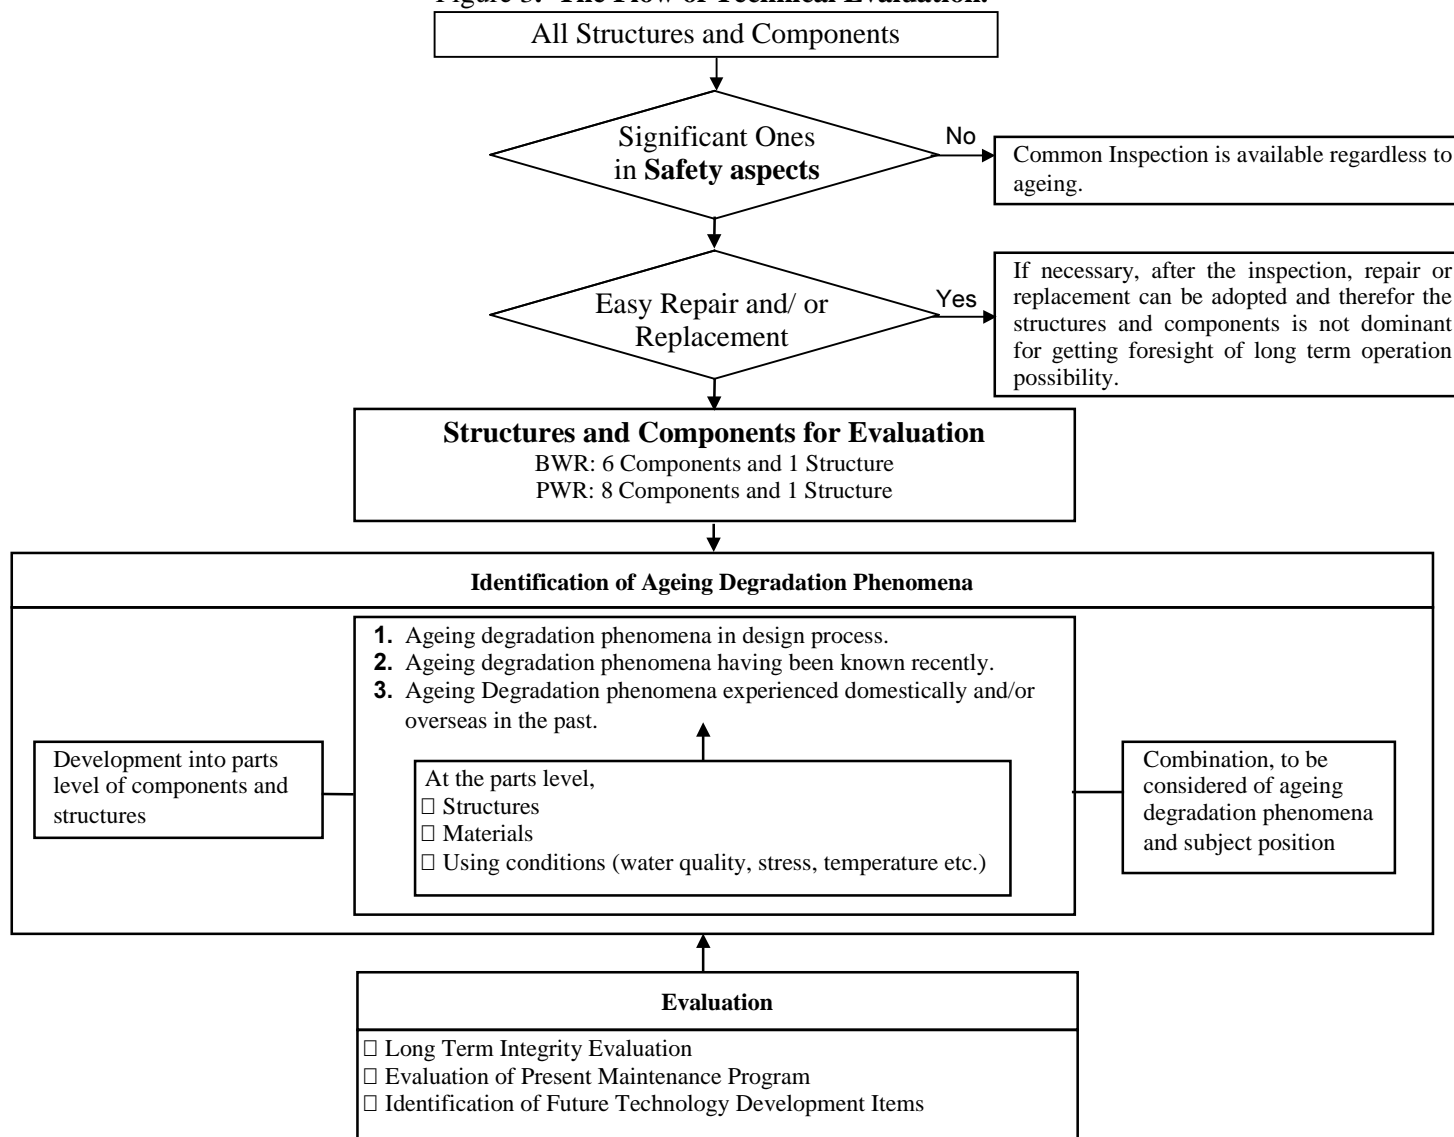 Figure 3. The Flow of Technical Evaluation.
All Structures and Components
Significant Ones
in Safety aspects
No
Common Inspection is available regardless to
ageing.
Easy Repair and/ or
Replacement
Yes
If necessary, after the inspection, repair or
replacement can be adopted and therefor the
structures and components is not dominant
for getting foresight of long term operation
possibility.
Structures and Components for Evaluation
BWR: 6 Components and 1 Structure
PWR: 8 Components and 1 Structure
Identification of Ageing Degradation Phenomena
1. Ageing degradation phenomena in design process.
2. Ageing degradation phenomena having been known recently.
3. Ageing Degradation phenomena experienced domestically and/or
overseas in the past.
Development into parts
level of components and
structures
At the parts level,
□ Structures
□ Materials
□ Using conditions (water quality, stress, temperature etc.)
Combination, to be
considered of ageing
degradation phenomena
and subject position
Evaluation
□ Long Term Integrity Evaluation
□ Evaluation of Present Maintenance Program
□ Identification of Future Technology Development Items